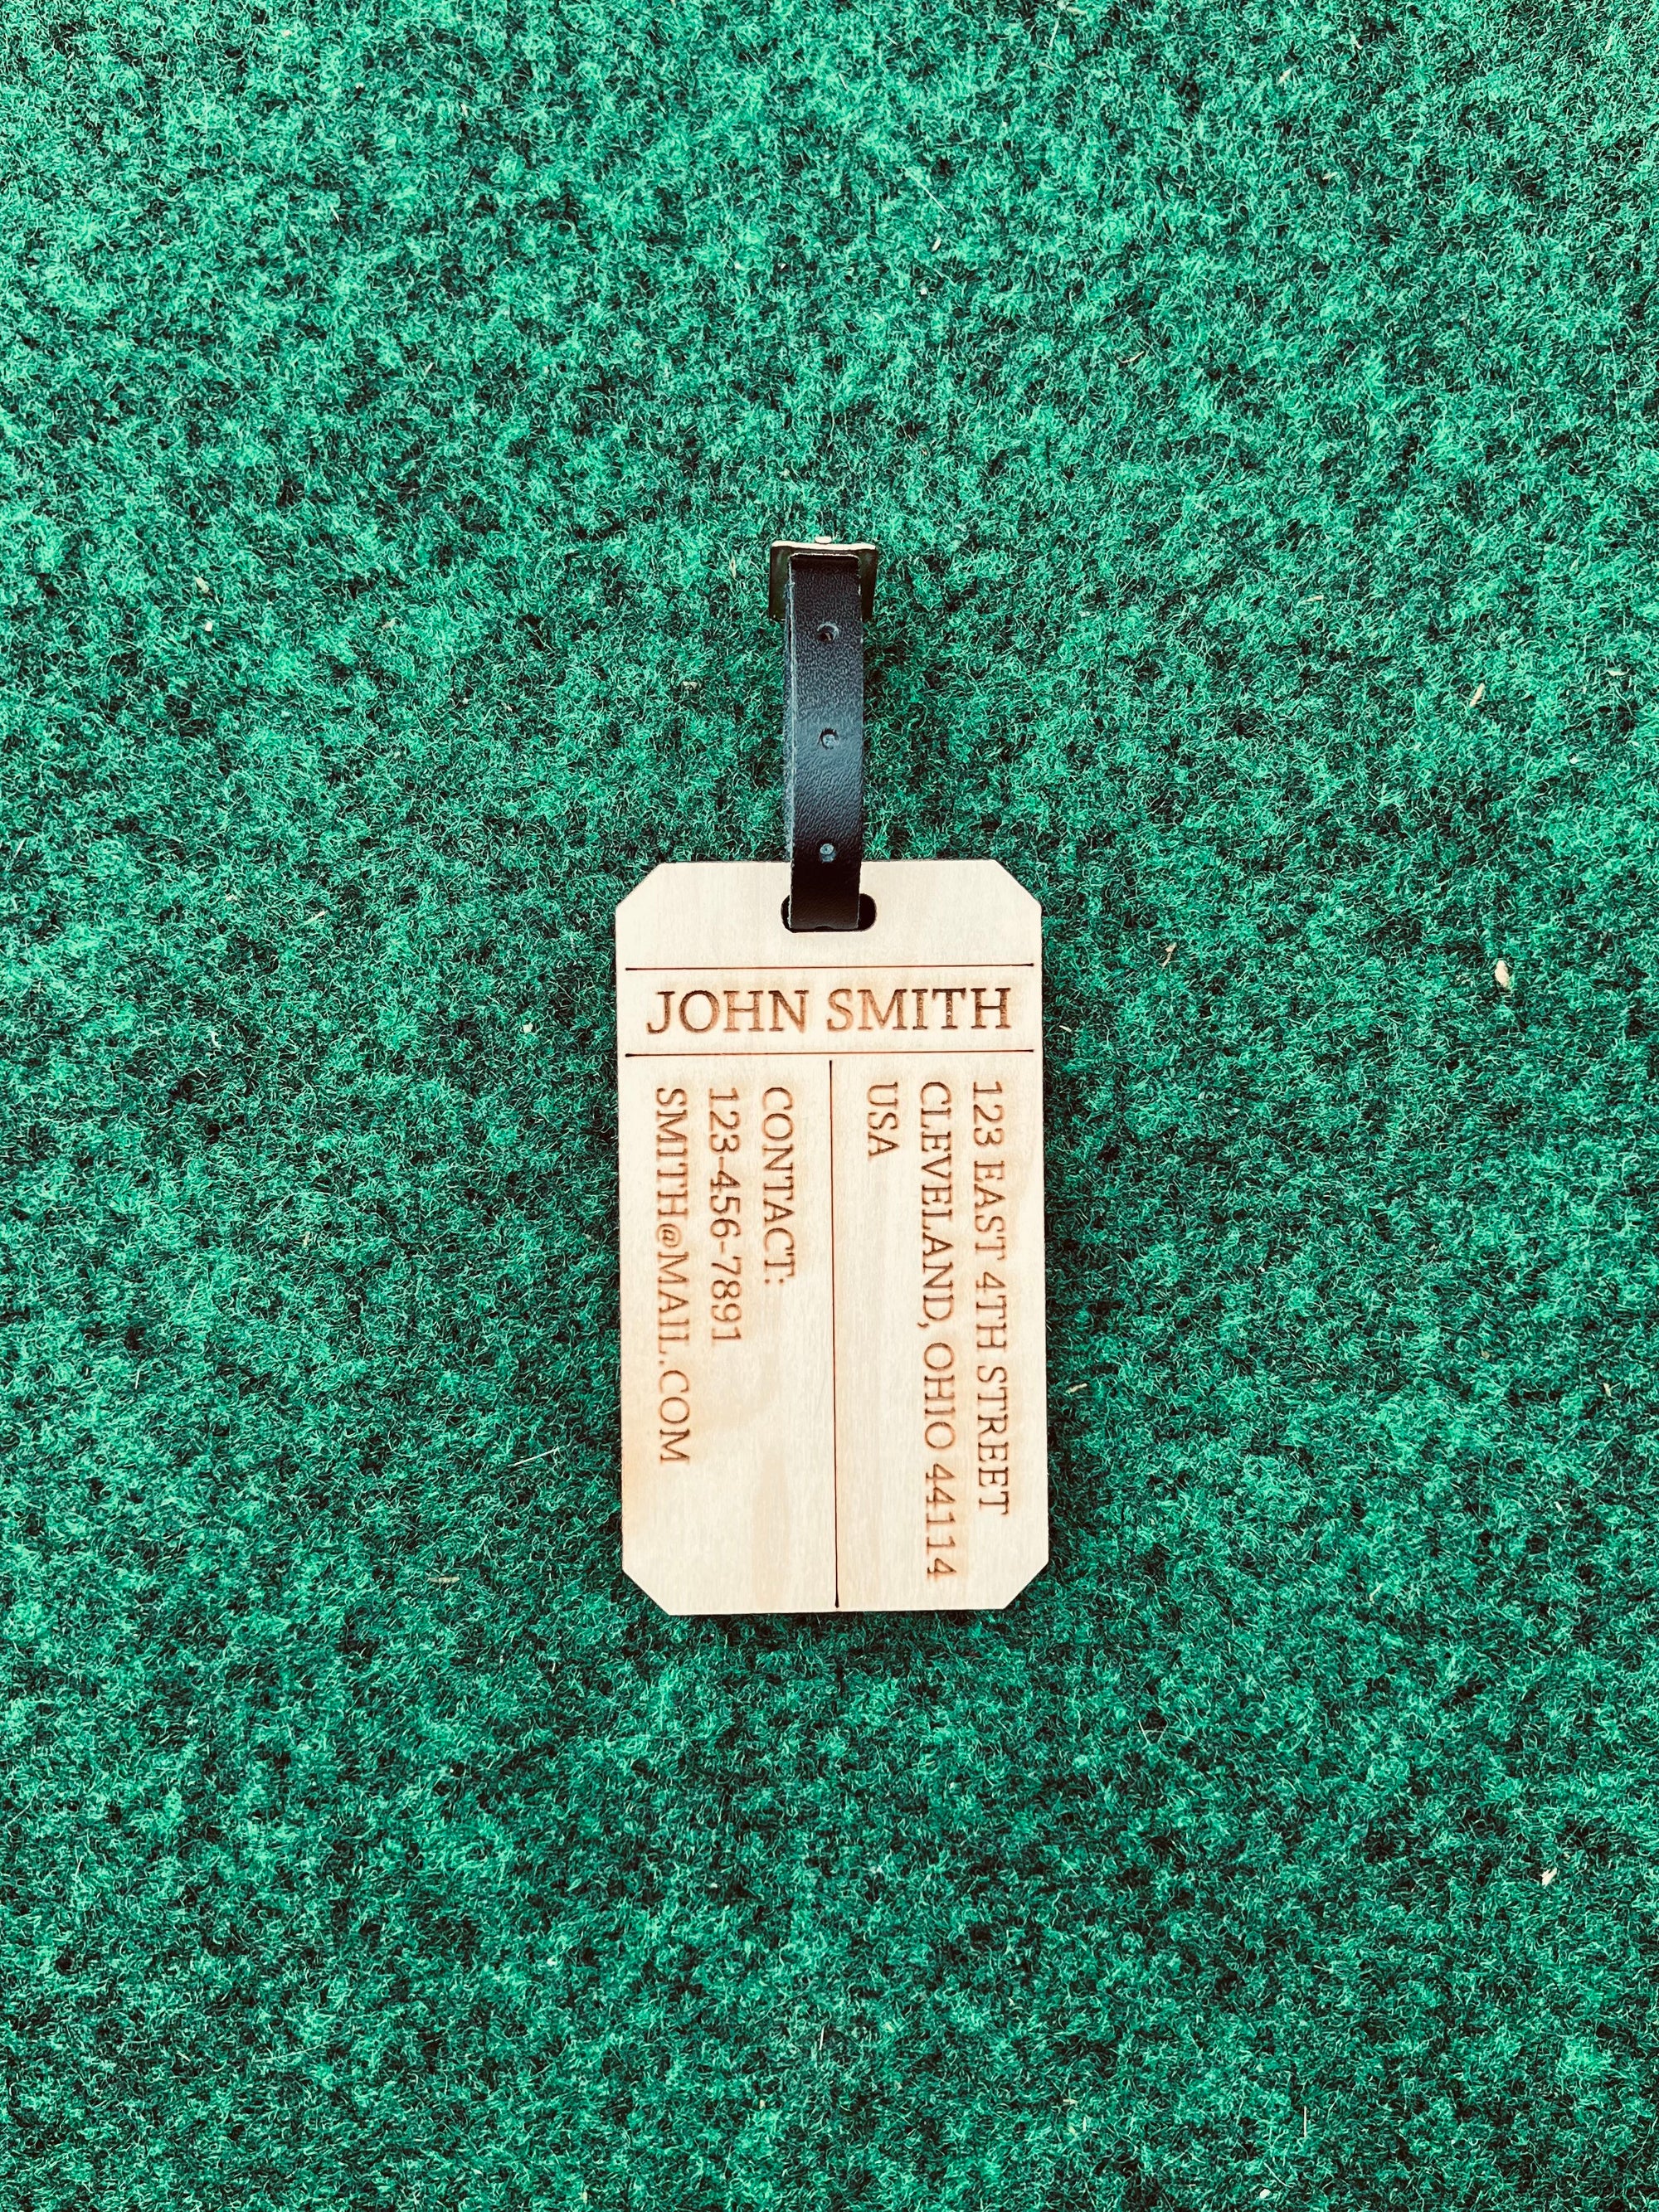 JOHN SMITH
123 EAST 4TH STREET
CLEVELAND, OHIO 44114
USA
CONTACT:
123-456-7891
SMITH@MAIL.COM